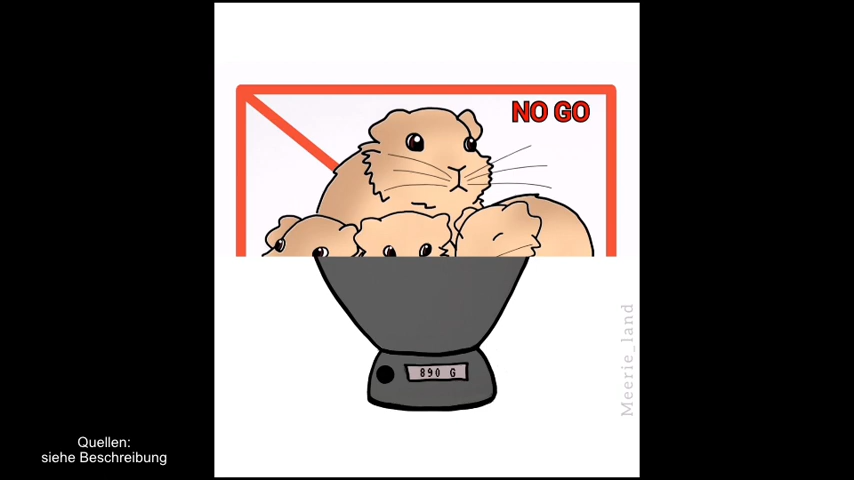 NO GO
890 G
Meerie_land
Quellen:
siehe Beschreibung